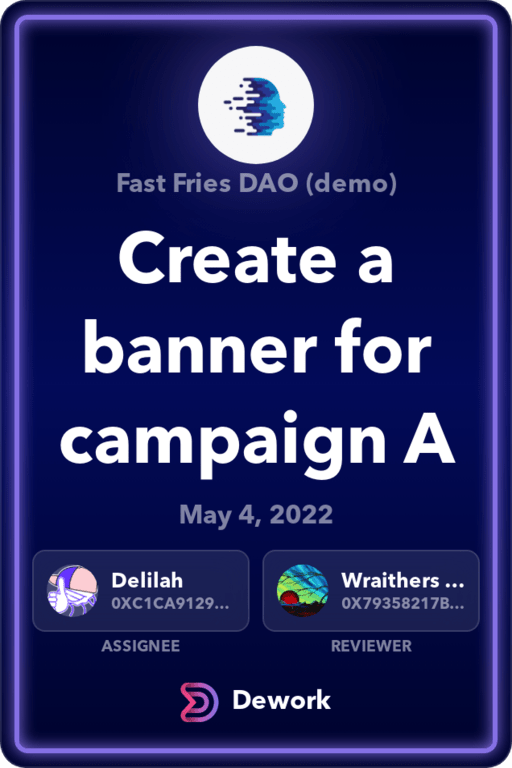 Fast Fries DAO (demo)
Create a
banner for
campaign A
May 4, 2022
Delilah
0XC1CA9129...
ASSIGNEE
Wraithers ...
0X79358217B...
REVIEWER
Dework